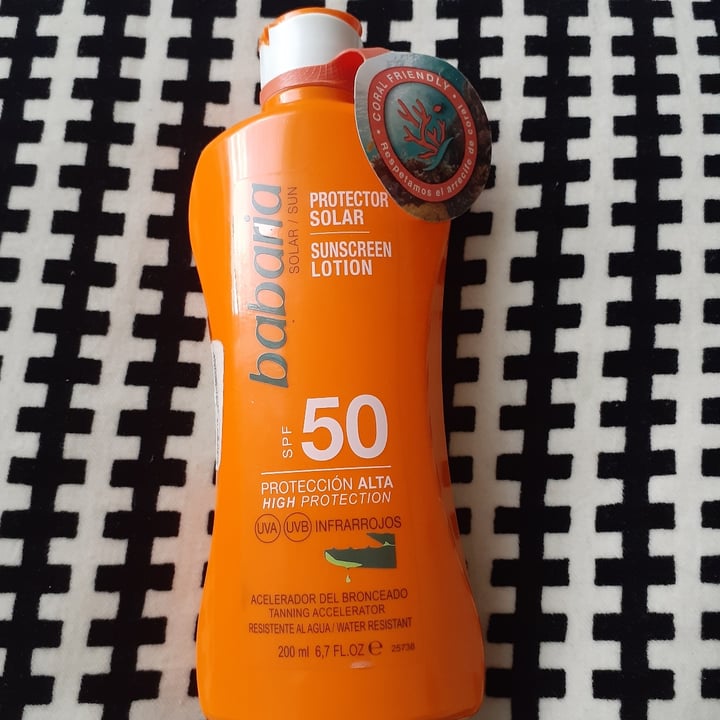 CORAL FRIENDLY
Respetamos el arrecife de coral
babaria
SOLAR / SUN
PROTECTOR
SOLAR
SUNSCREEN
LOTION
SPF 50
PROTECCIÓN ALTA
HIGH PROTECTION
UVA UVB INFRARROJOS
ACELERADOR DEL BRONCEADO
TANNING ACCELERATOR
RESISTENTE AL AGUA / WATER RESISTANT
200 ml 6,7 FL.OZ e 25738